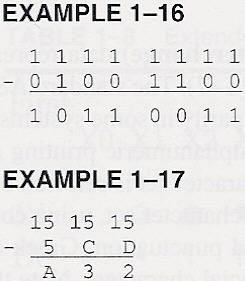 EXAMPLE 1–16
1 1 1 1 1 1 1 1
- 0 1 0 0 1 1 0 0
1 0 1 1 0 0 1 1
EXAMPLE 1–17
15 15 15
- 5 C D
A 3 2